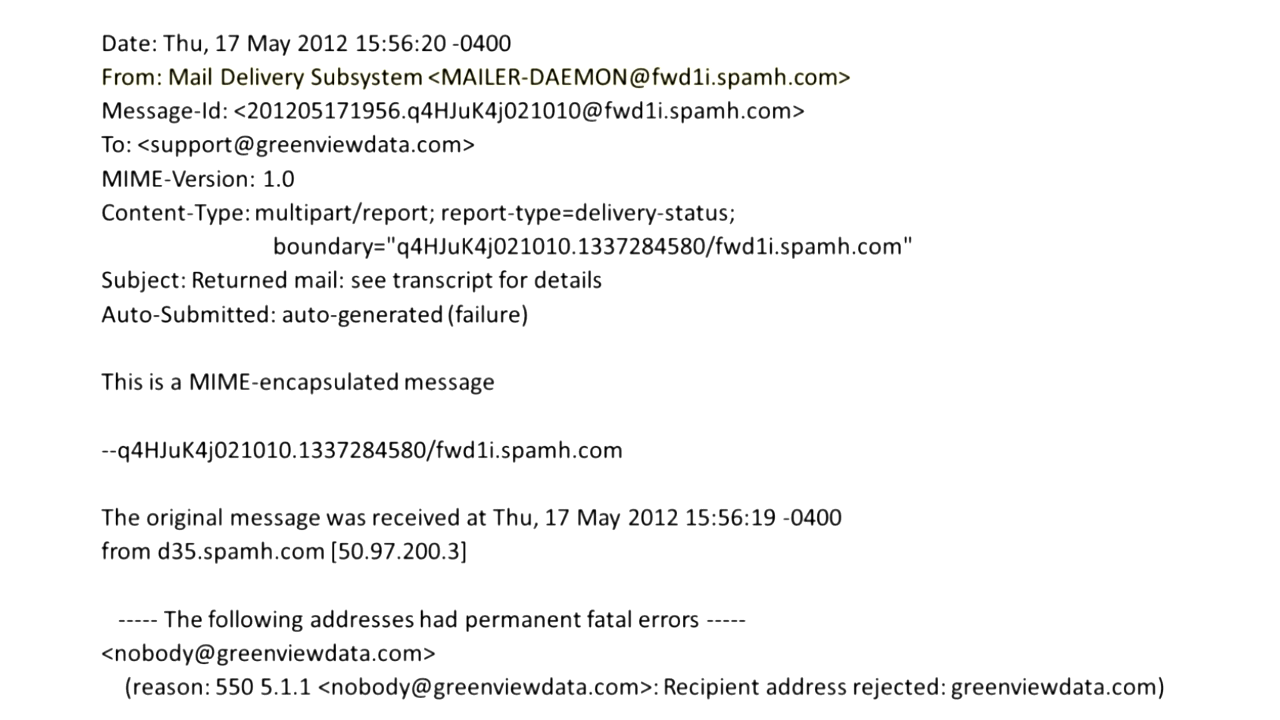 Date: Thu, 17 May 2012 15:56:20 -0400
From: Mail Delivery Subsystem <MAILER-DAEMON@fwd1i.spamh.com>
Message-Id: <201205171956.q4HJuK4j021010@fwd1i.spamh.com>
To: <support@greenviewdata.com>
MIME-Version: 1.0
Content-Type: multipart/report; report-type=delivery-status;
boundary="q4HJuK4j021010.1337284580/fwd1i.spamh.com"
Subject: Returned mail: see transcript for details
Auto-Submitted: auto-generated (failure)
This is a MIME-encapsulated message
--q4HJuK4j021010.1337284580/fwd1i.spamh.com
The original message was received at Thu, 17 May 2012 15:56:19 -0400
from d35.spamh.com [50.97.200.3]
----- The following addresses had permanent fatal errors -----
<nobody@greenviewdata.com>
(reason: 550 5.1.1 <nobody@greenviewdata.com>: Recipient address rejected: greenviewdata.com)